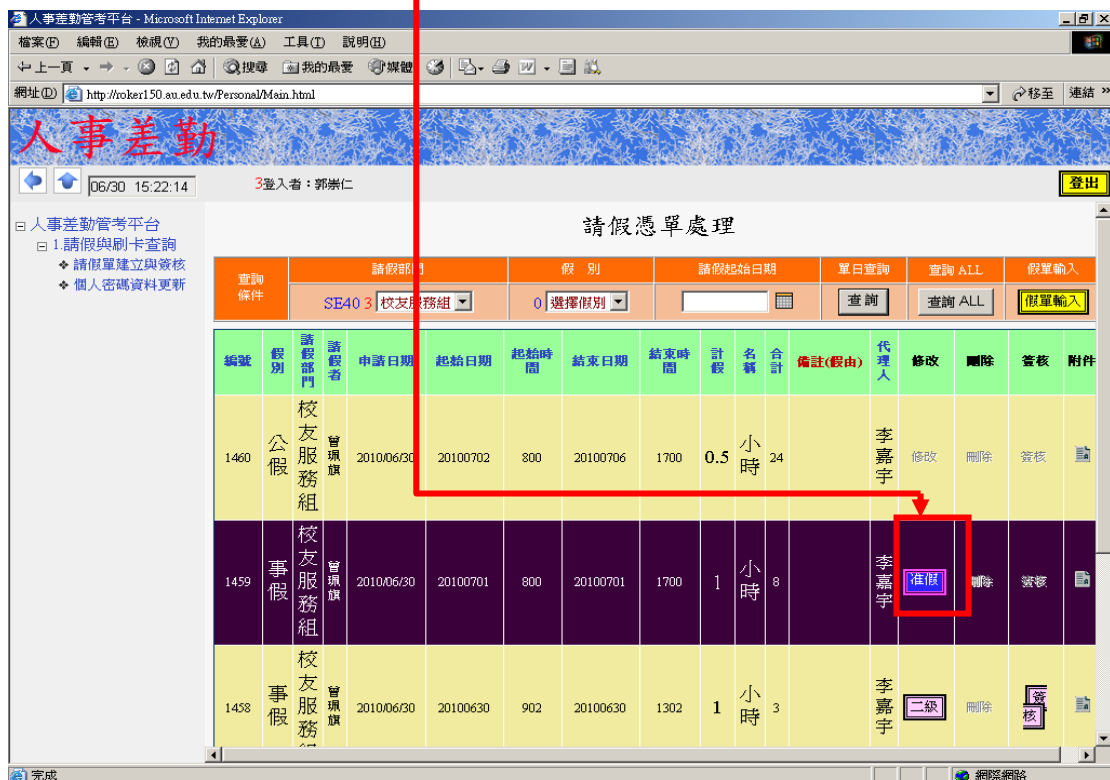 人事差勤管考平台 - Microsoft Internet Explorer
檔案(F) 編輯(E) 檢視(V) 我的最愛(A) 工具(T) 說明(H)
上一頁 搜尋 我的最愛 媒體
網址(D) http://roker150.au.edu.tw/Personal/Main.html 移至 連結 »
人事差勤
06/30 15:22:14 3登入者：郭崇仁 登出
人事差勤管考平台
1.請假與刷卡查詢
請假單建立與簽核
個人密碼資料更新
請假憑單處理
查詢條件 請假部門 假 別 請假起始日期 單日查詢 查詢 ALL 假單輸入
SE40 3 校友服務組 0 選擇假別 查詢 查詢 ALL 假單輸入
編號 假別 請假部門 請假者 申請日期 起始日期 起始時間 結束日期 結束時間 計假 名稱 合計 備註(假由) 代理人 修改 刪除 簽核 附件
1460 公假 校友服務組 曾珮旗 2010/06/30 20100702 800 20100706 1700 0.5 小時 24 李嘉宇 修改 刪除 簽核
1459 事假 校友服務組 曾珮旗 2010/06/30 20100701 800 20100701 1700 1 小時 8 李嘉宇 准假 刪除 簽核
1458 事假 校友服務 曾珮旗 2010/06/30 20100630 902 20100630 1302 1 小時 3 李嘉宇 二級 刪除 簽核
完成 網際網路